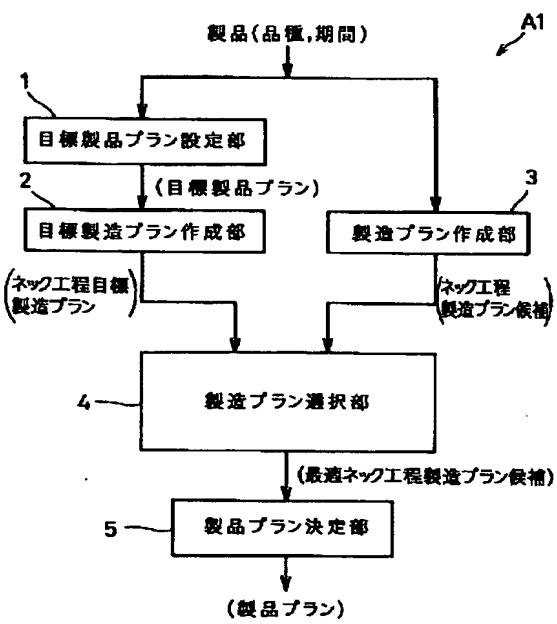 製品(品種,期間)
A1
1
目標製品プラン設定部
(目標製品プラン)
2
目標製造プラン作成部
3
製造プラン作成部
(ネック工程目標
製造プラン)
(ネック工程
製造プラン候補)
4
製造プラン選択部
(最適ネック工程製造プラン候補)
5
製品プラン決定部
(製品プラン)